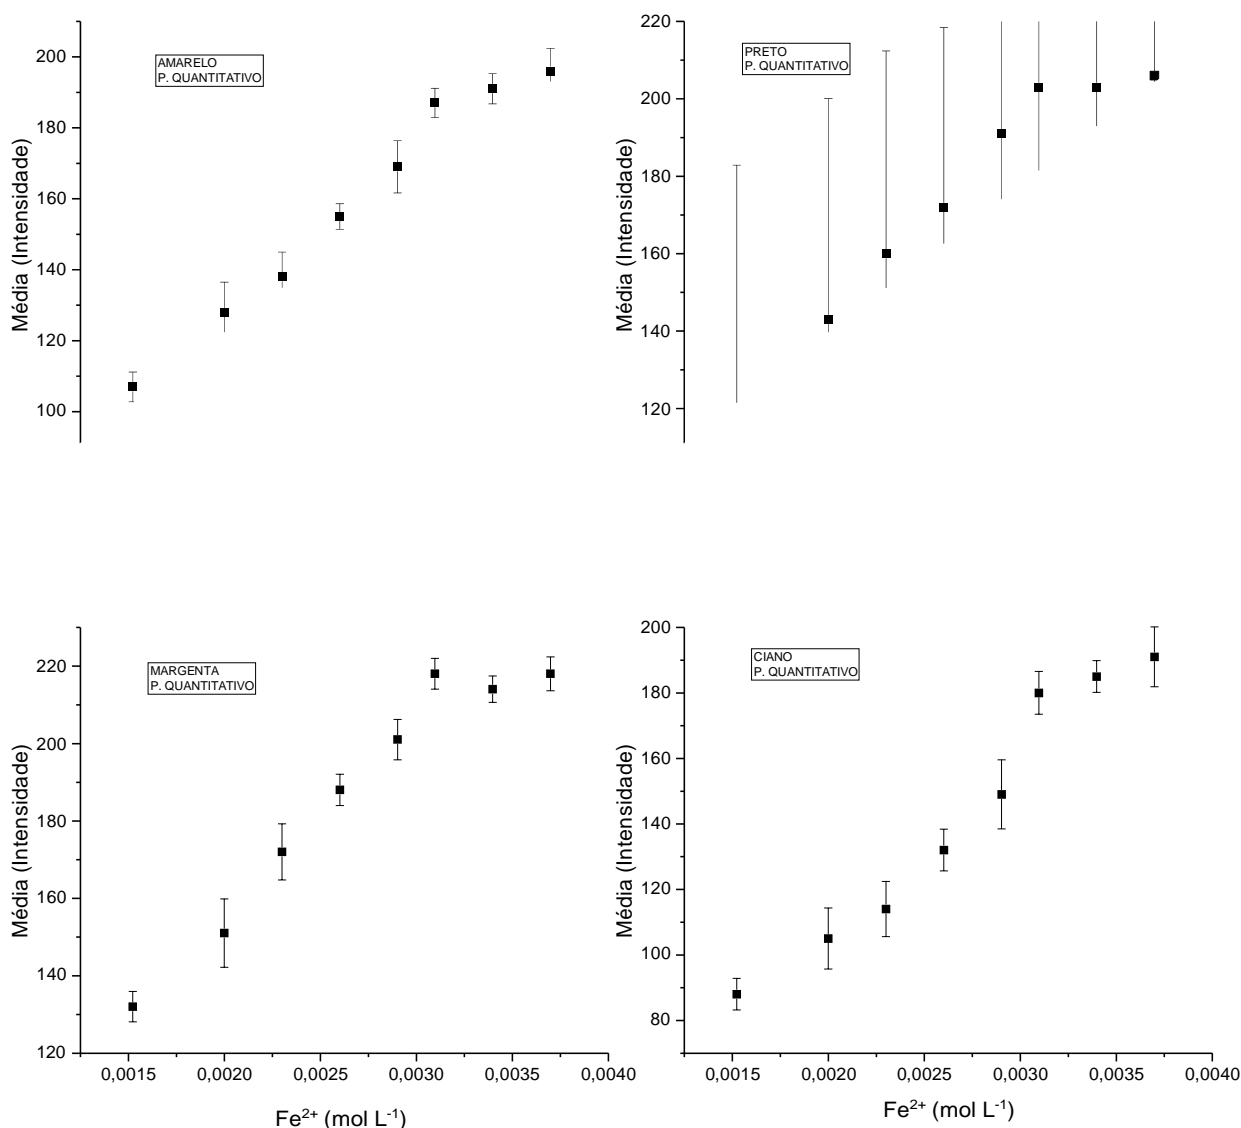 AMARELO
P. QUANTITATIVO
200
180
160
140
120
100
Média (Intensidade)
PRETO
P. QUANTITATIVO
220
200
180
160
140
120
Média (Intensidade)
MARGENTA
P. QUANTITATIVO
220
200
180
160
140
120
Média (Intensidade)
0,0015 0,0020 0,0025 0,0030 0,0035 0,0040
Fe²⁺ (mol L⁻¹)
CIANO
P. QUANTITATIVO
200
180
160
140
120
100
80
Média (Intensidade)
0,0015 0,0020 0,0025 0,0030 0,0035 0,0040
Fe²⁺ (mol L⁻¹)